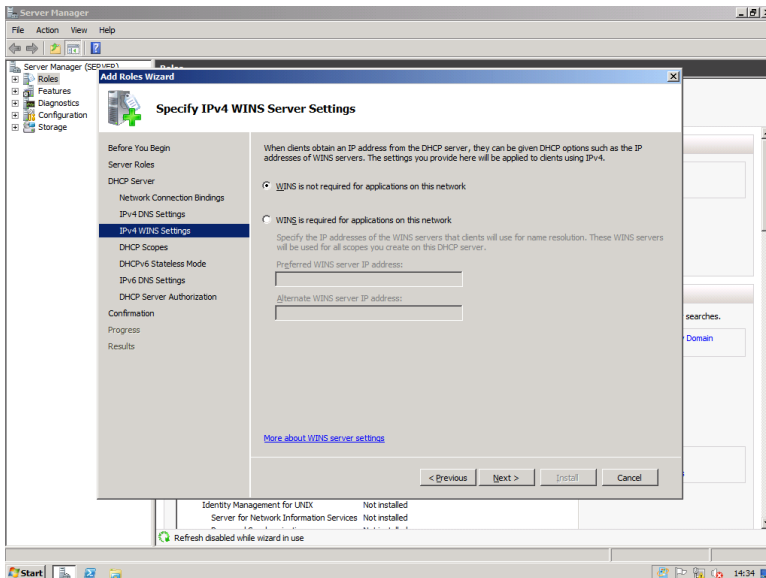 Server Manager
File Action View Help
Server Manager (SERVER)
Roles
Features
Diagnostics
Configuration
Storage
Add Roles Wizard
Specify IPv4 WINS Server Settings
Before You Begin
Server Roles
DHCP Server
Network Connection Bindings
IPv4 DNS Settings
IPv4 WINS Settings
DHCP Scopes
DHCPv6 Stateless Mode
IPv6 DNS Settings
DHCP Server Authorization
Confirmation
Progress
Results
When clients obtain an IP address from the DHCP server, they can be given DHCP options such as the IP
addresses of WINS servers. The settings you provide here will be applied to clients using IPv4.
WINS is not required for applications on this network
WINS is required for applications on this network
Specify the IP addresses of the WINS servers that clients will use for name resolution. These WINS servers
will be used for all scopes you create on this DHCP server.
Preferred WINS server IP address:
Alternate WINS server IP address:
More about WINS server settings
< Previous Next > Install Cancel
searches.
Domain
Identity Management for UNIX Not installed
Server for Network Information Services Not installed
Refresh disabled while wizard in use
Start 14:34